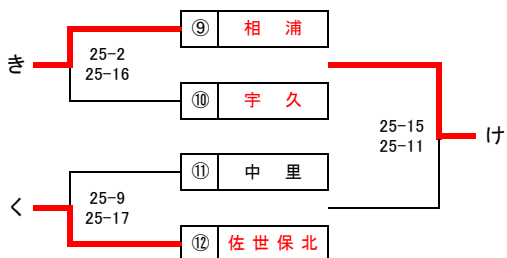 ⑨ 相浦
き
25-2
25-16
⑩ 宇久
25-15
25-11
け
⑪ 中里
く
25-9
25-17
⑫ 佐世保北